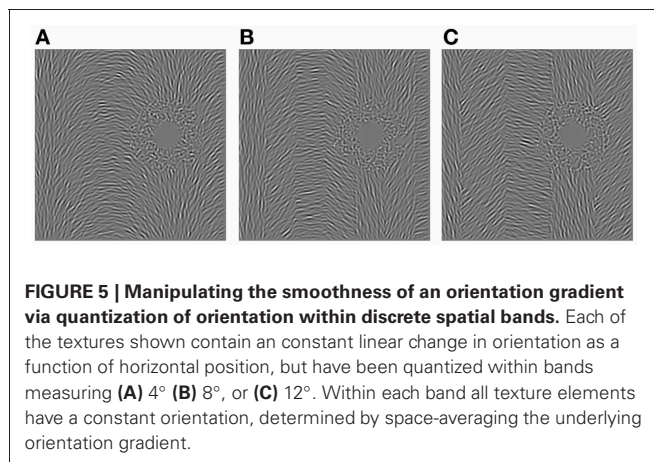 A B C
FIGURE 5 | Manipulating the smoothness of an orientation gradient
via quantization of orientation within discrete spatial bands. Each of
the textures shown contain an constant linear change in orientation as a
function of horizontal position, but have been quantized within bands
measuring (A) 4° (B) 8°, or (C) 12°. Within each band all texture elements
have a constant orientation, determined by space-averaging the underlying
orientation gradient.